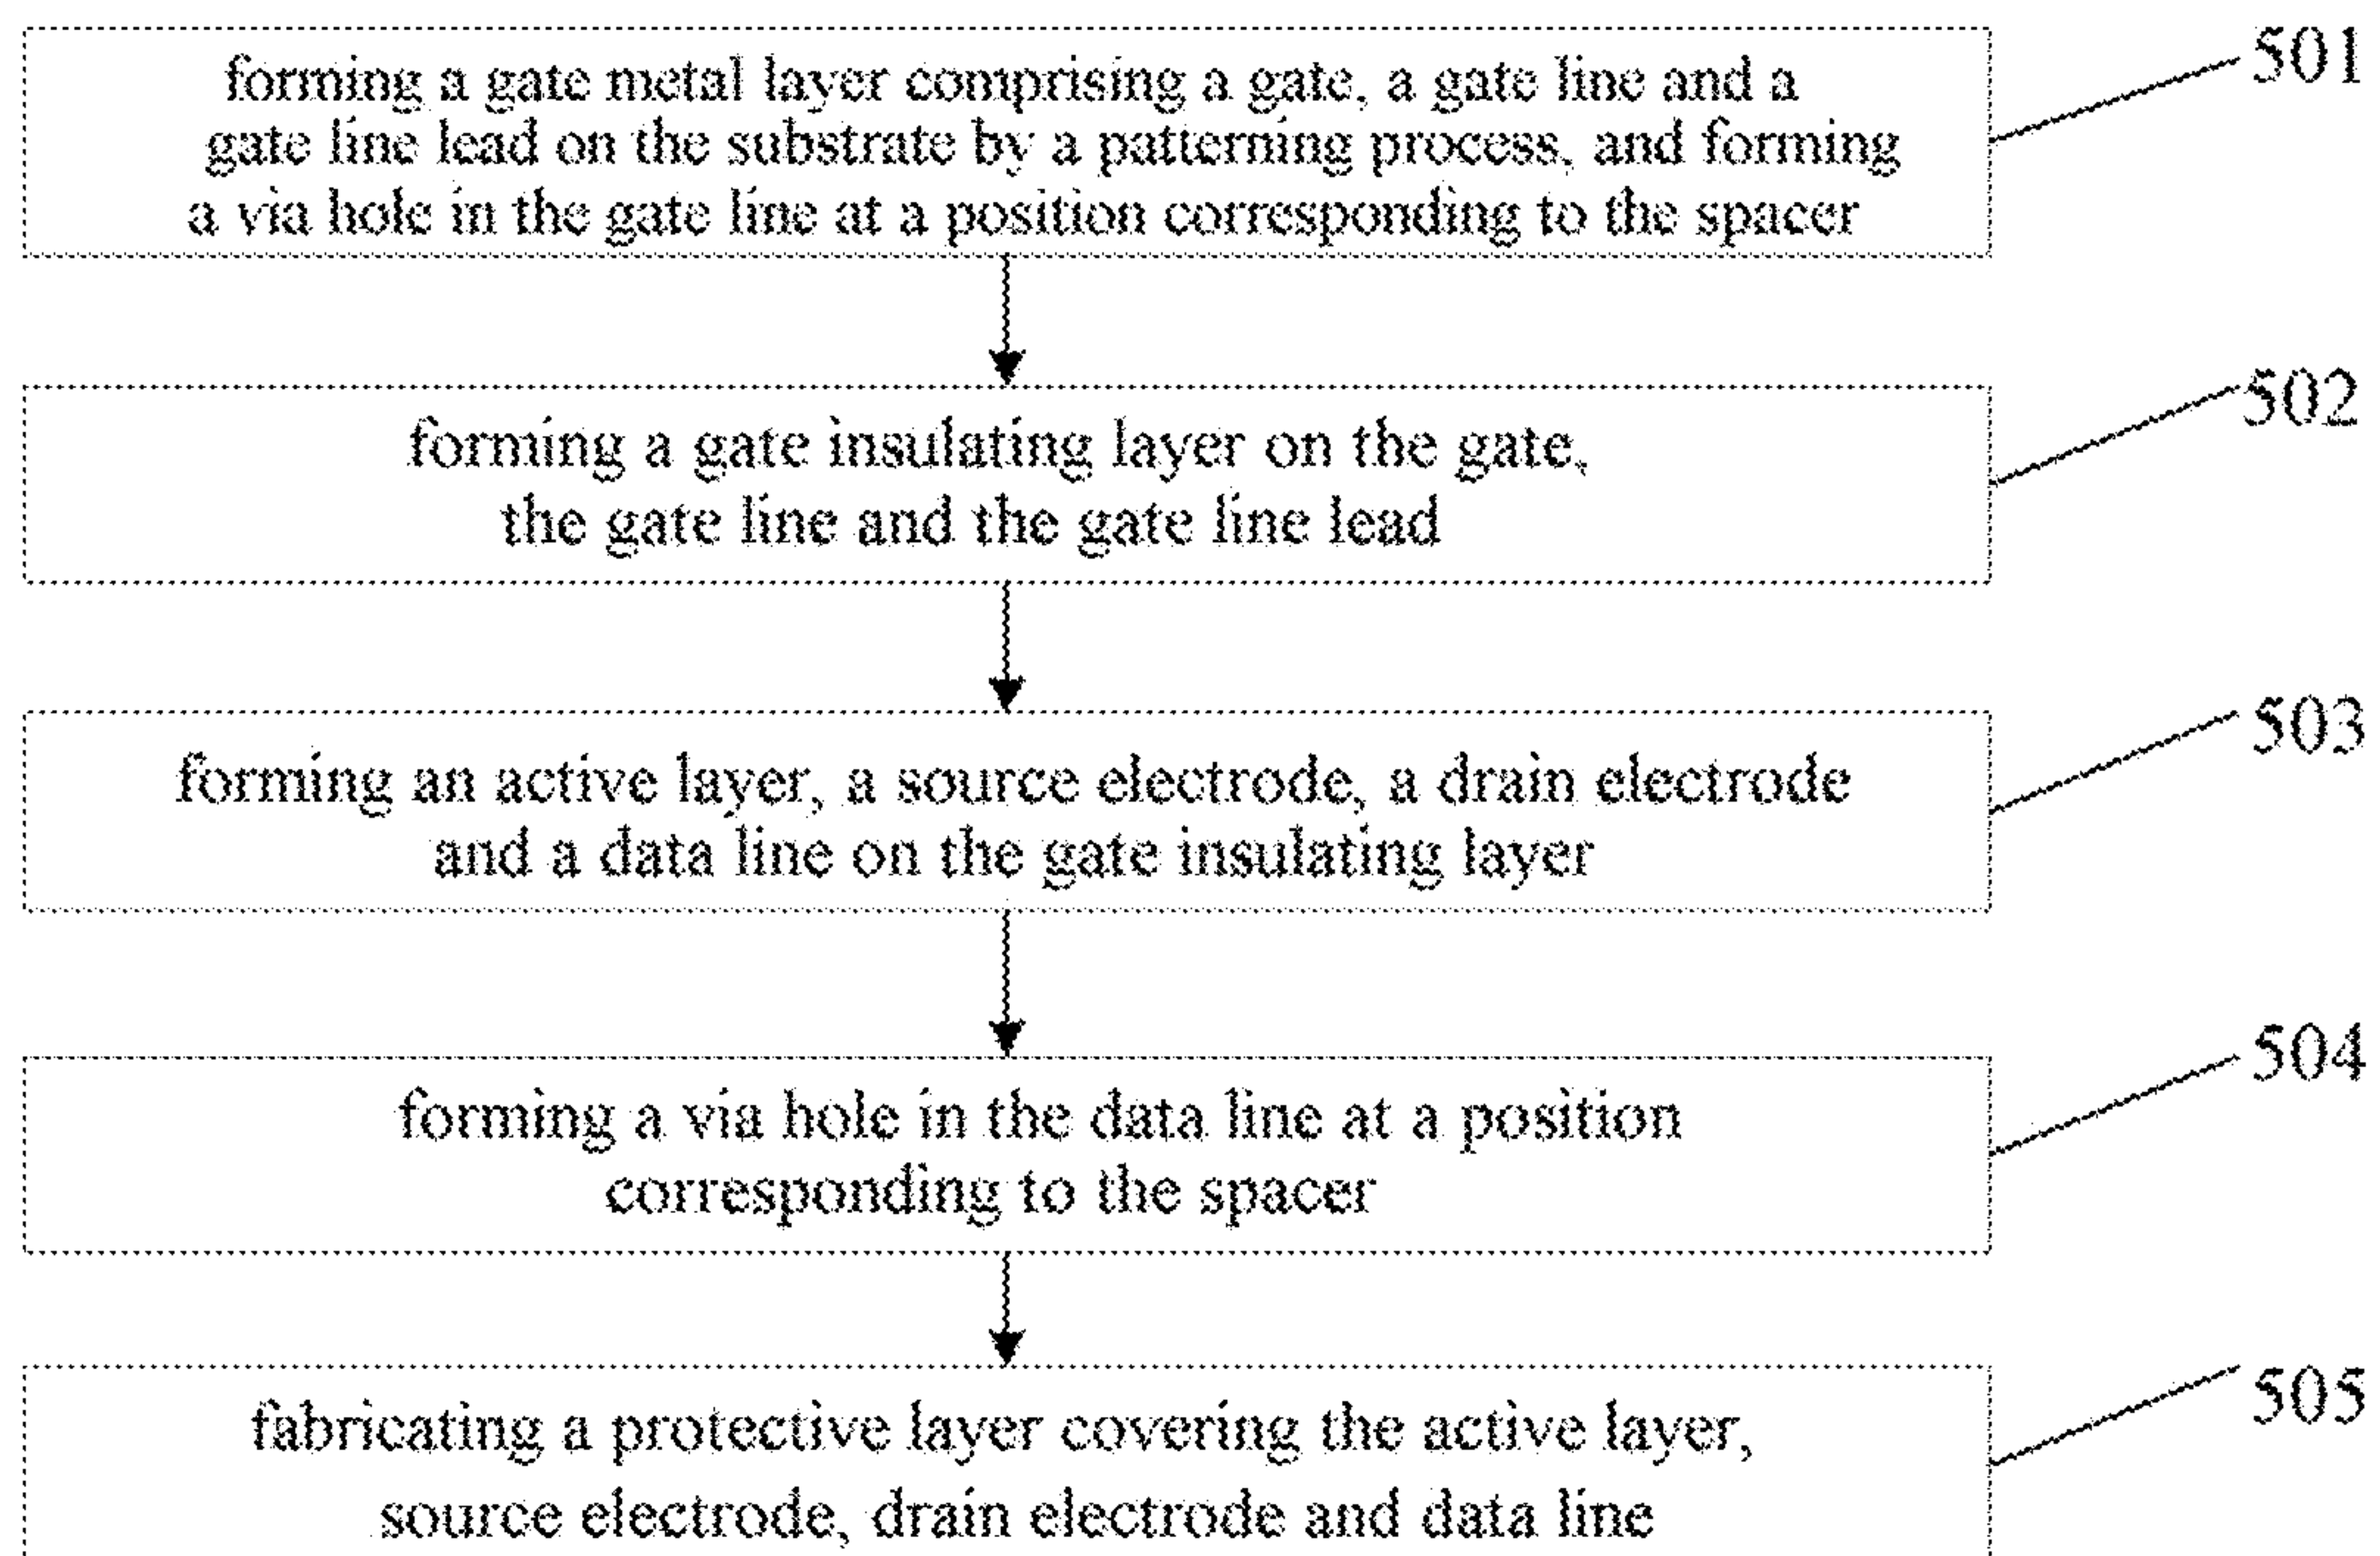 forming a gate metal layer comprising a gate, a gate line and a
gate line lead on the substrate by a patterning process, and forming
a via hole in the gate line at a position corresponding to the spacer
501
forming a gate insulating layer on the gate,
the gate line and the gate line lead
502
forming an active layer, a source electrode, a drain electrode
and a data line on the gate insulating layer
503
forming a via hole in the data line at a position
corresponding to the spacer
504
fabricating a protective layer covering the active layer,
source electrode, drain electrode and data line
505